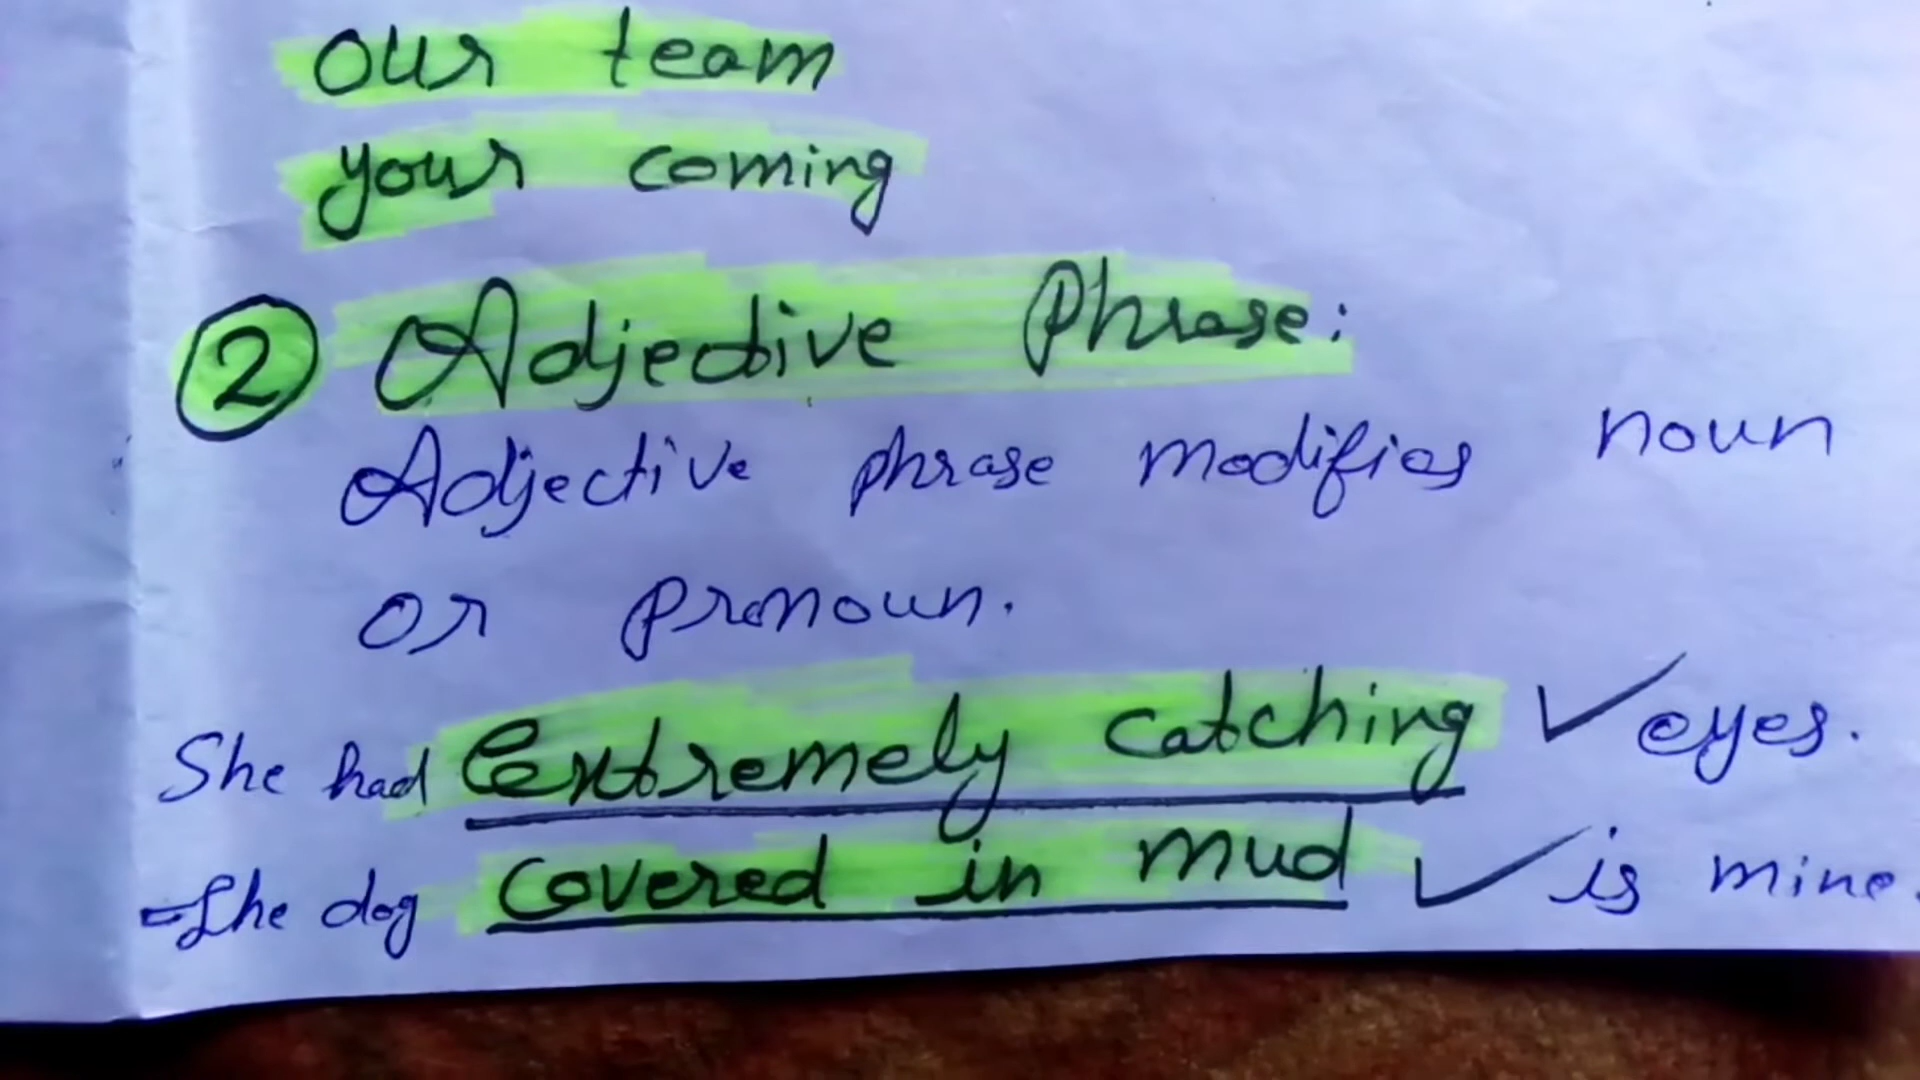 our team
your coming
2 Adjective Phrase:
Adjective phrase modifies noun
or pronoun.
She had Extremely catching ✓ eyes.
-The dog covered in mud ✓ is mine.